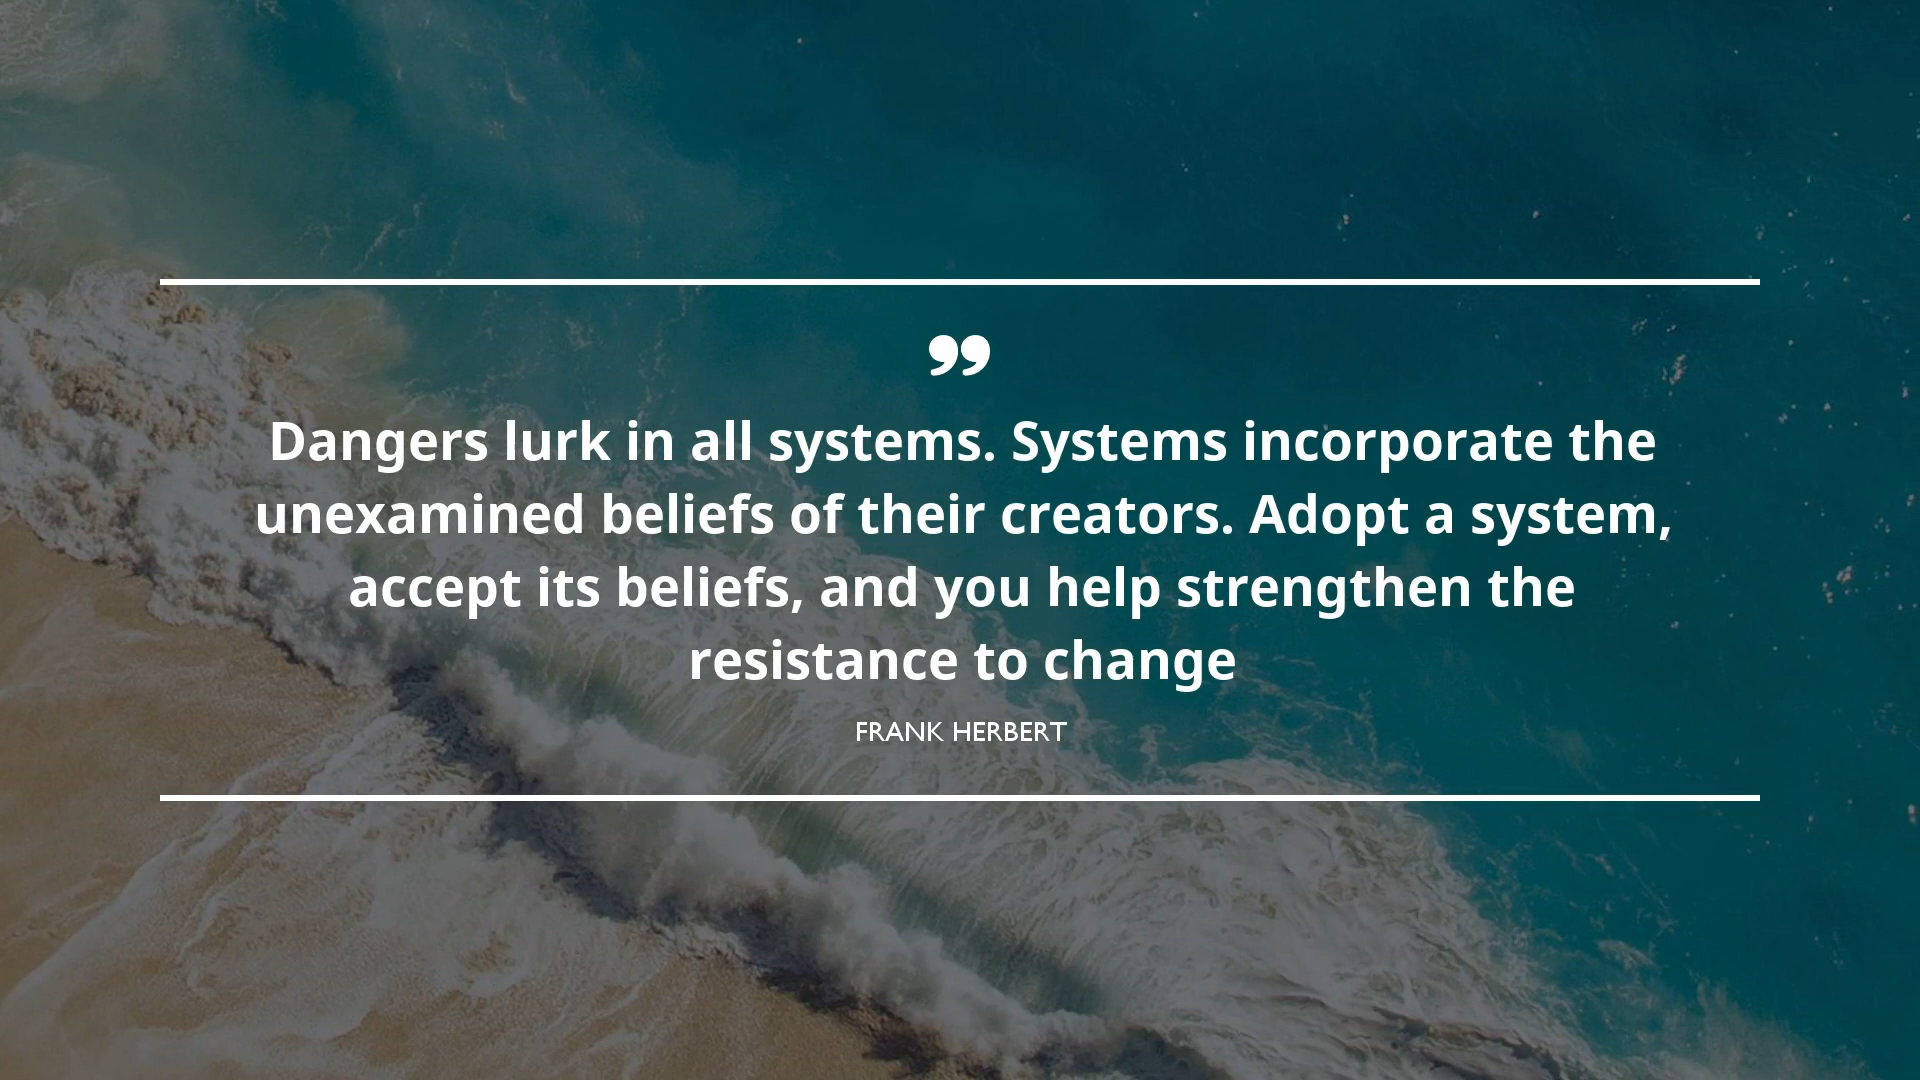 ”
Dangers lurk in all systems. Systems incorporate the
unexamined beliefs of their creators. Adopt a system,
accept its beliefs, and you help strengthen the
resistance to change
FRANK HERBERT